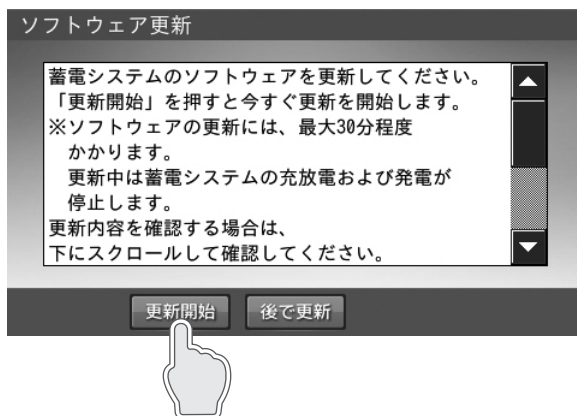 ソフトウェア更新
蓄電システムのソフトウェアを更新してください。
「更新開始」を押すと今すぐ更新を開始します。
※ソフトウェアの更新には、最大30分程度
かかります。
更新中は蓄電システムの充放電および発電が
停止します。
更新内容を確認する場合は、
下にスクロールして確認してください。
更新開始
後で更新